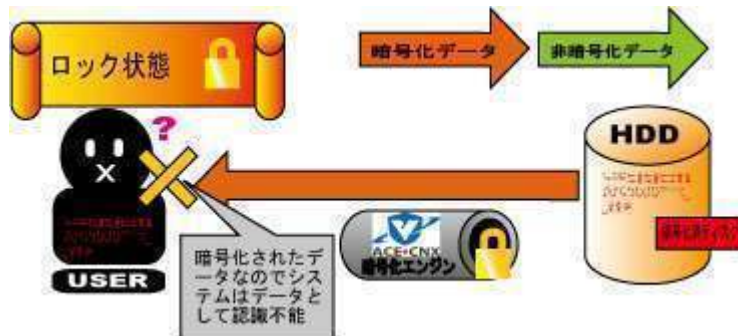 ロック状態
暗号化データ
非暗号化データ
?
HDD
X
USER
暗号化されたデ
ータなのでシス
テムはデータと
して認識不能
ACE・CNX
暗号化エンジン